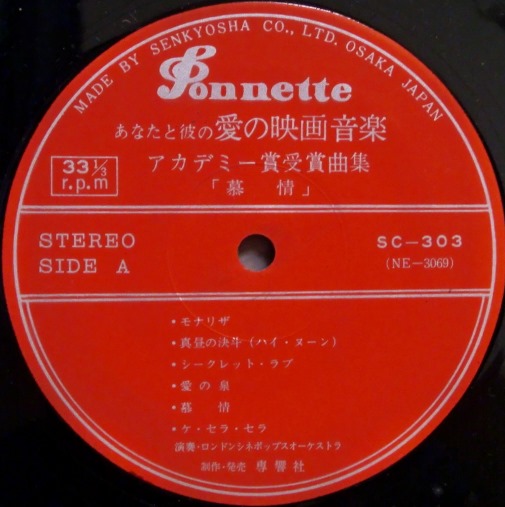 MADE BY SENKYOSHA CO., LTD. OSAKA JAPAN
Ponnette
あなたと彼の愛の映画音楽
アカデミー賞受賞曲集
「慕 情」
33 1/3
r.p.m
STEREO
SIDE A
SC-303
(NE-3069)
・モナリザ
・真昼の決斗(ハイ・ヌーン)
・シークレット・ラブ
・愛の泉
・慕 情
・ケ・セラ・セラ
演奏・ロンドンシネポップスオーケストラ
制作・発売 専響社